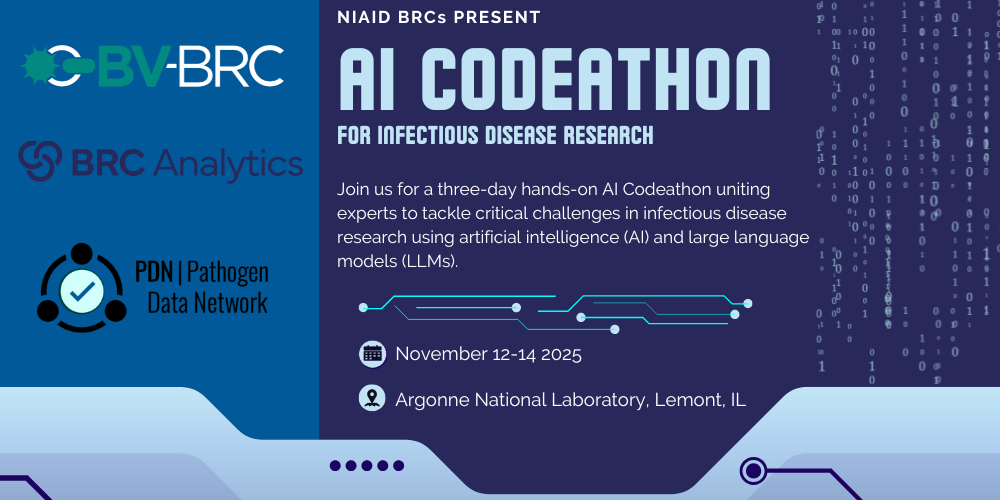 BV-BRC
BRC Analytics
PDN | Pathogen
Data Network
NIAID BRCs PRESENT
AI CODEATHON
FOR INFECTIOUS DISEASE RESEARCH
Join us for a three-day hands-on AI Codeathon uniting
experts to tackle critical challenges in infectious disease
research using artificial intelligence (AI) and large language
models (LLMs).
November 12-14 2025
Argonne National Laboratory, Lemont, IL